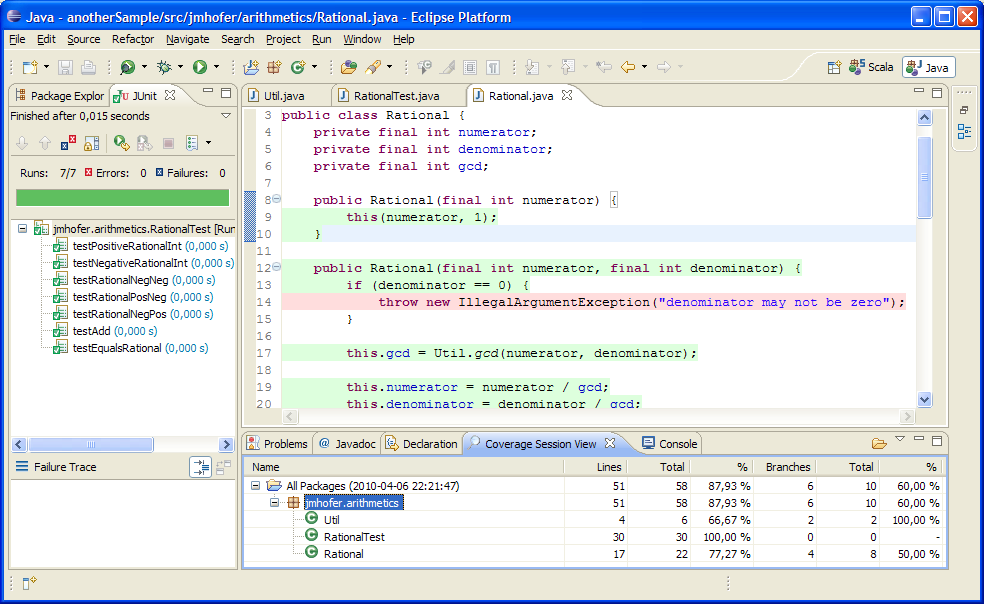 Java - anotherSample/src/jmhofer/arithmetics/Rational.java - Eclipse Platform
File Edit Source Refactor Navigate Search Project Run Window Help
Scala Java
Package Explor JUnit
Finished after 0,015 seconds
Runs: 7/7 Errors: 0 Failures: 0
jmhofer.arithmetics.RationalTest [Run
testPositiveRationalInt (0,000 s)
testNegativeRationalInt (0,000 s)
testRationalNegNeg (0,000 s)
testRationalPosNeg (0,000 s)
testRationalNegPos (0,000 s)
testAdd (0,000 s)
testEqualsRational (0,000 s)
Failure Trace
Util.java RationalTest.java Rational.java
3 public class Rational {
4 private final int numerator;
5 private final int denominator;
6 private final int gcd;
7
8 public Rational(final int numerator) {
9 this(numerator, 1);
10 }
11
12 public Rational(final int numerator, final int denominator) {
13 if (denominator == 0) {
14 throw new IllegalArgumentException("denominator may not be zero");
15 }
16
17 this.gcd = Util.gcd(numerator, denominator);
18
19 this.numerator = numerator / gcd;
20 this.denominator = denominator / gcd;
Problems @ Javadoc Declaration Coverage Session View Console
Name Lines Total % Branches Total %
All Packages (2010-04-06 22:21:47) 51 58 87,93 % 6 10 60,00 %
jmhofer.arithmetics 51 58 87,93 % 6 10 60,00 %
Util 4 6 66,67 % 2 2 100,00 %
RationalTest 30 30 100,00 % 0 0 -
Rational 17 22 77,27 % 4 8 50,00 %